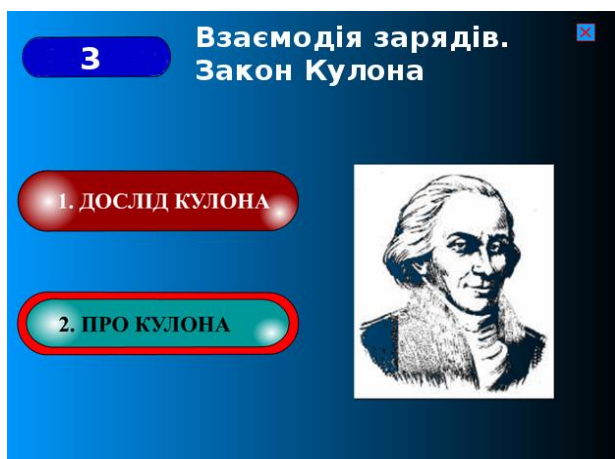 3
Взаємодія зарядів.
Закон Кулона
1. ДОСЛІД КУЛОНА
2. ПРО КУЛОНА